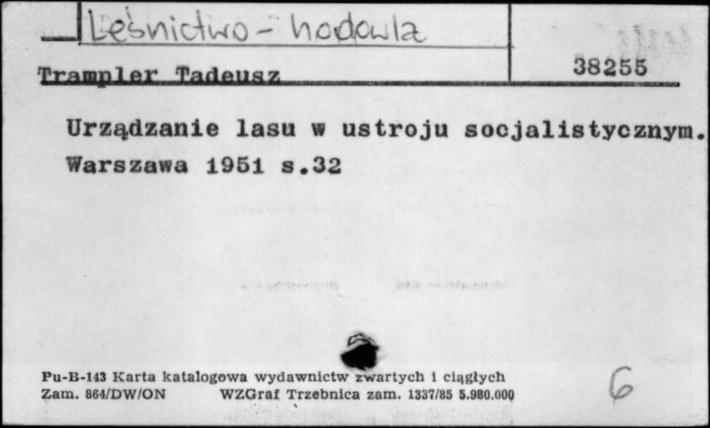 Leśnictwo - hodowla
Trampler Tadeusz
38255
Urządzanie lasu w ustroju socjalistycznym.
Warszawa 1951 s.32
Pu-B-143 Karta katalogowa wydawnictw zwartych i ciągłych
Zam. 864/DW/ON WZGraf Trzebnica zam. 1337/85 5.980.000
6